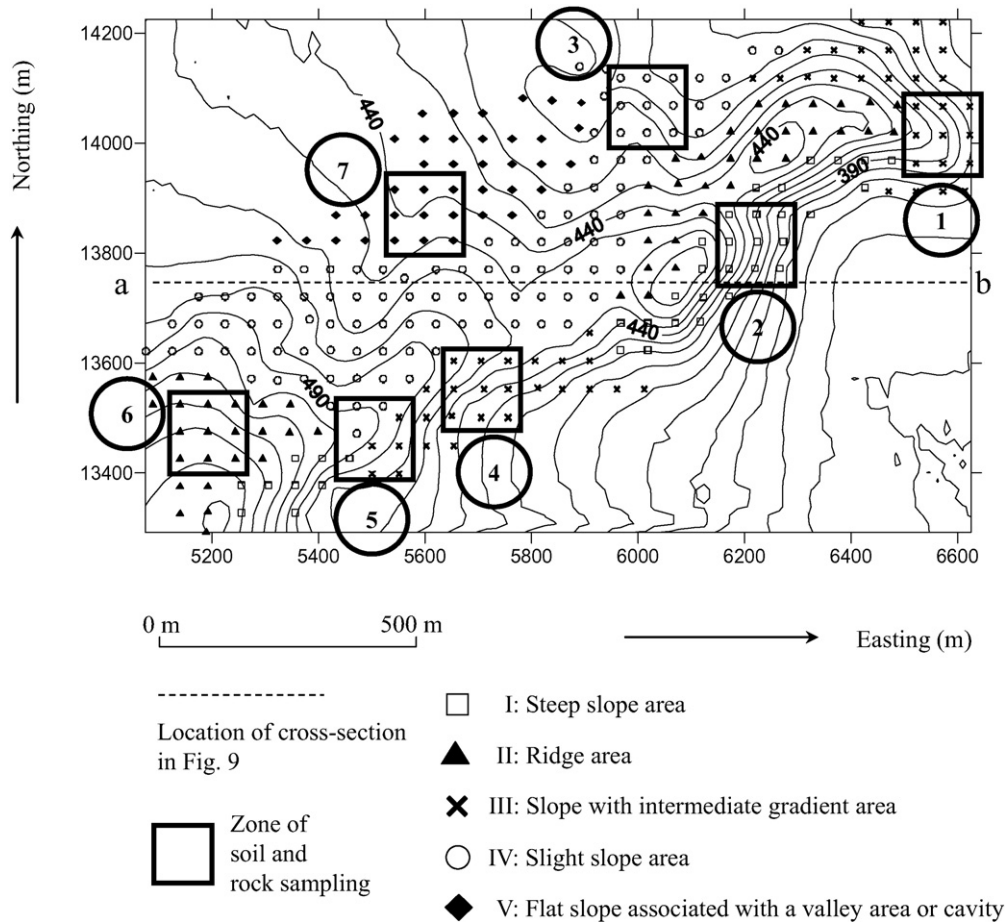 14200
14000
13800
13600
13400
Northing (m)
3
440
7
440
390
1
440
a
b
2
440
490
6
4
5
5200 5400 5600 5800 6000 6200 6400 6600
0 m 500 m
Easting (m)
Location of cross-section
in Fig. 9
Zone of
soil and
rock sampling
I: Steep slope area
II: Ridge area
III: Slope with intermediate gradient area
IV: Slight slope area
V: Flat slope associated with a valley area or cavity